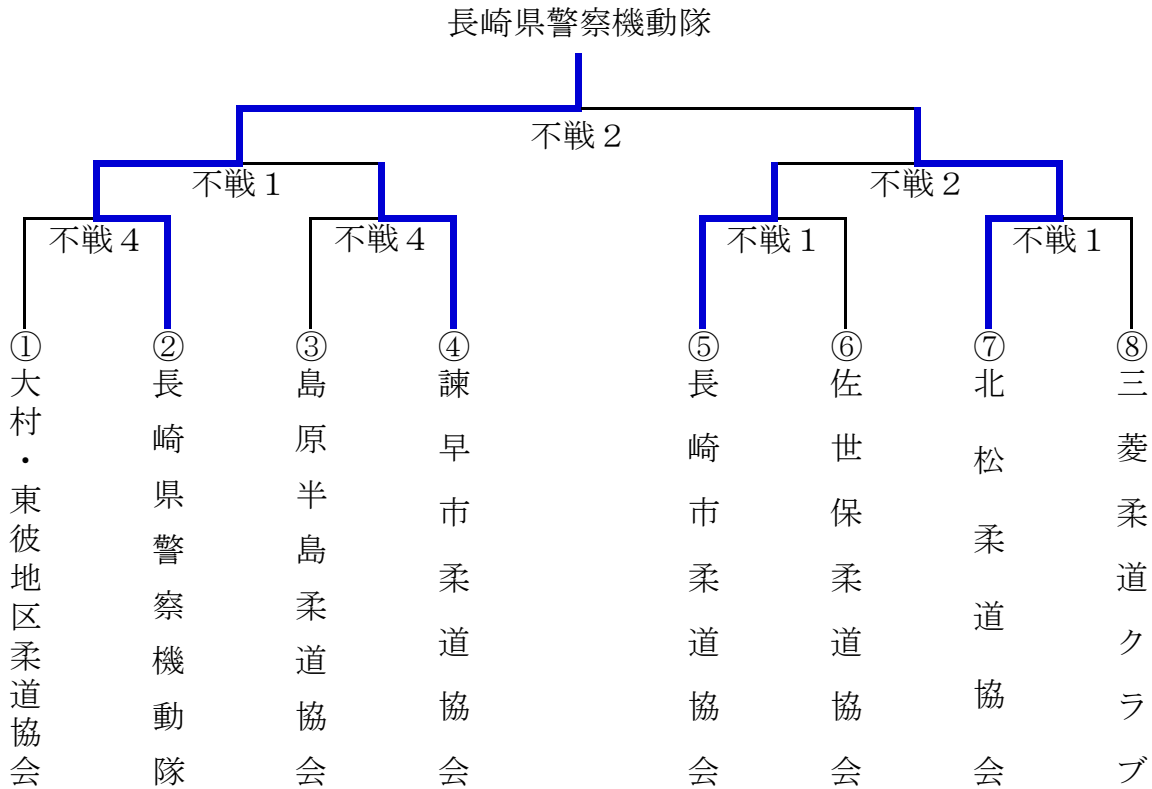 長崎県警察機動隊
不戦２
不戦１
不戦２
不戦４
不戦４
不戦１
不戦１
①大村・東彼地区柔道協会
②長崎県警察機動隊
③島原半島柔道協会
④諫早市柔道協会
⑤長崎市柔道協会
⑥佐世保柔道協会
⑦北松柔道協会
⑧三菱柔道クラブ